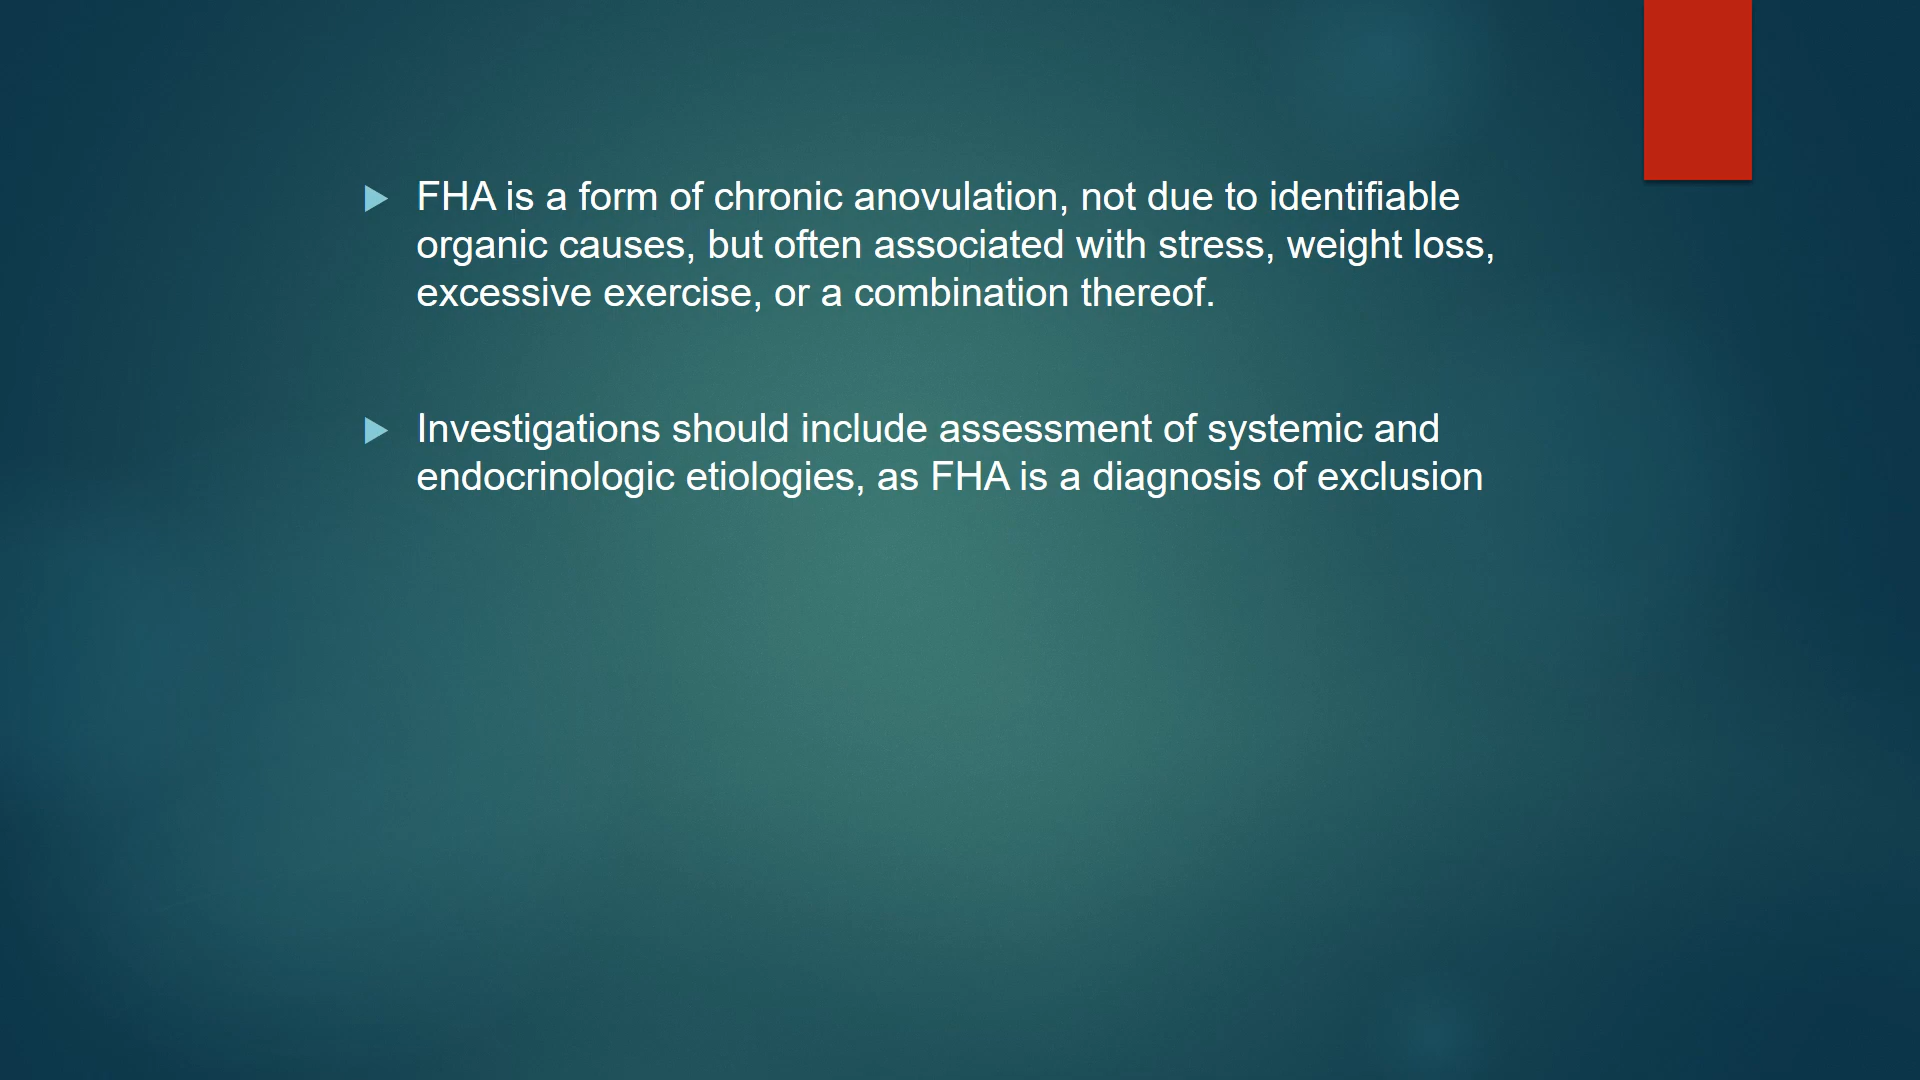 FHA is a form of chronic anovulation, not due to identifiable
organic causes, but often associated with stress, weight loss,
excessive exercise, or a combination thereof.
Investigations should include assessment of systemic and
endocrinologic etiologies, as FHA is a diagnosis of exclusion